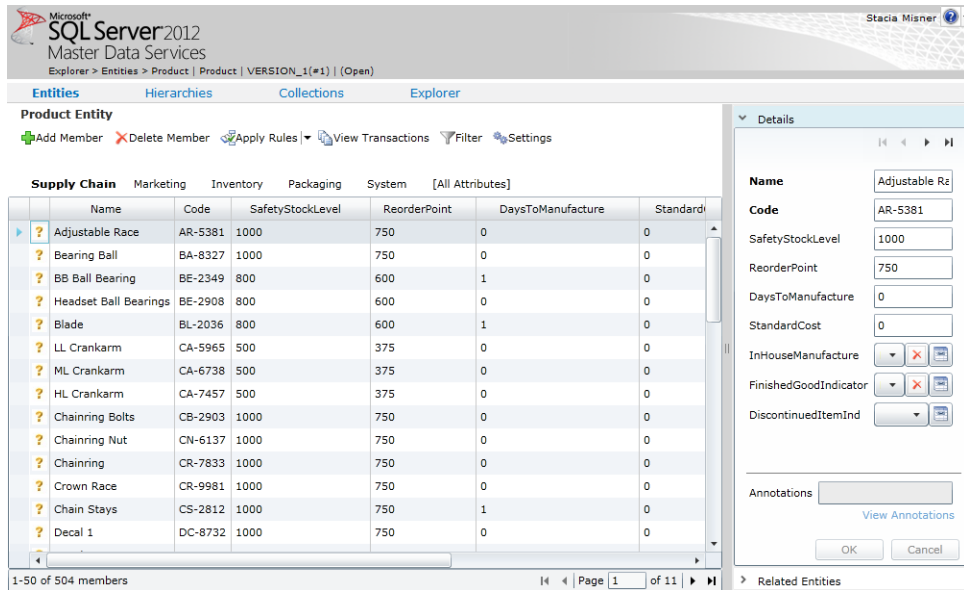 Microsoft®
SQL Server 2012
Master Data Services
Stacia Misner
Explorer > Entities > Product | Product | VERSION_1(#1) | (Open)
Entities Hierarchies Collections Explorer
Product Entity
Add Member Delete Member Apply Rules View Transactions Filter Settings
Supply Chain Marketing Inventory Packaging System [All Attributes]
Name Code SafetyStockLevel ReorderPoint DaysToManufacture Standard
? Adjustable Race AR-5381 1000 750 0 0
? Bearing Ball BA-8327 1000 750 0 0
? BB Ball Bearing BE-2349 800 600 1 0
? Headset Ball Bearings BE-2908 800 600 0 0
? Blade BL-2036 800 600 1 0
? LL Crankarm CA-5965 500 375 0 0
? ML Crankarm CA-6738 500 375 0 0
? HL Crankarm CA-7457 500 375 0 0
? Chainring Bolts CB-2903 1000 750 0 0
? Chainring Nut CN-6137 1000 750 0 0
? Chainring CR-7833 1000 750 0 0
? Crown Race CR-9981 1000 750 0 0
? Chain Stays CS-2812 1000 750 1 0
? Decal 1 DC-8732 1000 750 0 0
1-50 of 504 members Page 1 of 11
Details
Name Adjustable Ra
Code AR-5381
SafetyStockLevel 1000
ReorderPoint 750
DaysToManufacture 0
StandardCost 0
InHouseManufacture
FinishedGoodIndicator
DiscontinuedItemInd
Annotations
View Annotations
OK Cancel
Related Entities